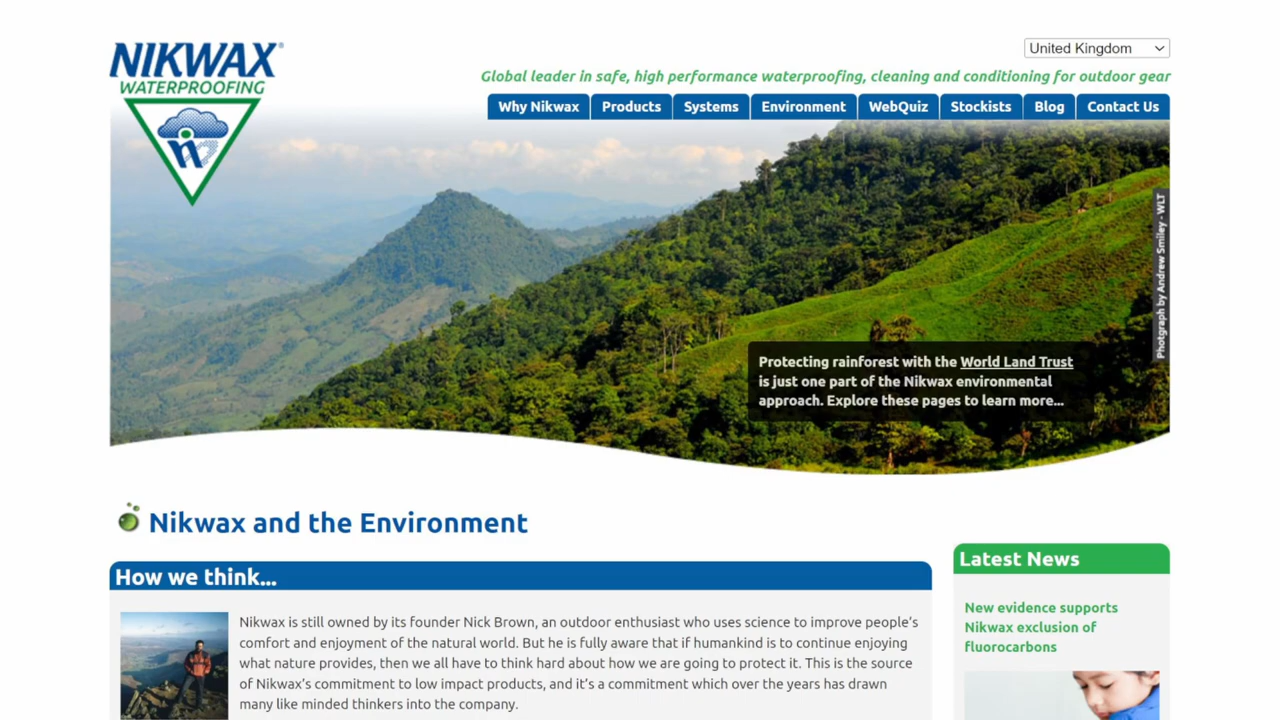 NIKWAX®
WATERPROOFING
United Kingdom
Global leader in safe, high performance waterproofing, cleaning and conditioning for outdoor gear
Why Nikwax Products Systems Environment WebQuiz Stockists Blog Contact Us
Photgraph by Andrew Smiley - WLT
Protecting rainforest with the World Land Trust
is just one part of the Nikwax environmental
approach. Explore these pages to learn more...
Nikwax and the Environment
How we think...
Nikwax is still owned by its founder Nick Brown, an outdoor enthusiast who uses science to improve people's
comfort and enjoyment of the natural world. But he is fully aware that if humankind is to continue enjoying
what nature provides, then we all have to think hard about how we are going to protect it. This is the source
of Nikwax's commitment to low impact products, and it's a commitment which over the years has drawn
many like minded thinkers into the company.
Latest News
New evidence supports
Nikwax exclusion of
fluorocarbons